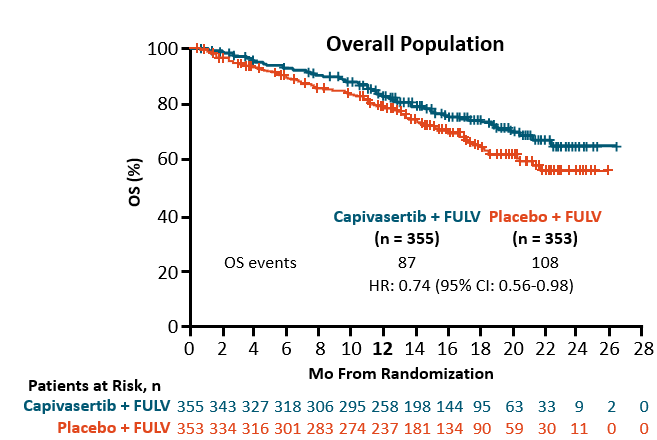 Overall Population
100
80
60
40
20
0
OS (%)
Capivasertib + FULV Placebo + FULV
(n = 355) (n = 353)
OS events 87 108
HR: 0.74 (95% CI: 0.56-0.98)
0 2 4 6 8 10 12 14 16 18 20 22 24 26 28
Mo From Randomization
Patients at Risk, n
Capivasertib + FULV 355 343 327 318 306 295 258 198 144 95 63 33 9 2 0
Placebo + FULV 353 334 316 301 283 274 237 181 134 90 59 30 11 0 0